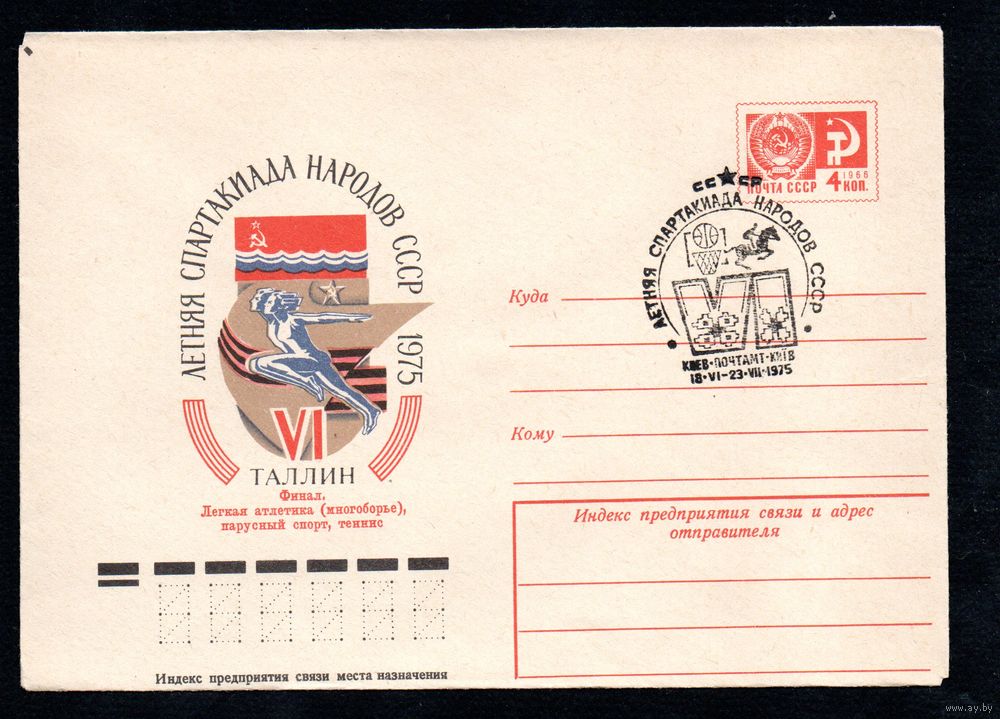 ЛЕТНЯЯ СПАРТАКИАДА НАРОДОВ СССР 1975
VI
ТАЛЛИН
Финал.
Легкая атлетика (многоборье),
парусный спорт, теннис
1966
ПОЧТА СССР 4 КОП.
СС★СР
ЛЕТНЯЯ СПАРТАКИАДА НАРОДОВ СССР
VI
КИЕВ•ПОЧТАМТ•КИЇВ
18•VI–23•VII•1975
Куда
Кому
Индекс предприятия связи и адрес
отправителя
Индекс предприятия связи места назначения
www.ay.by